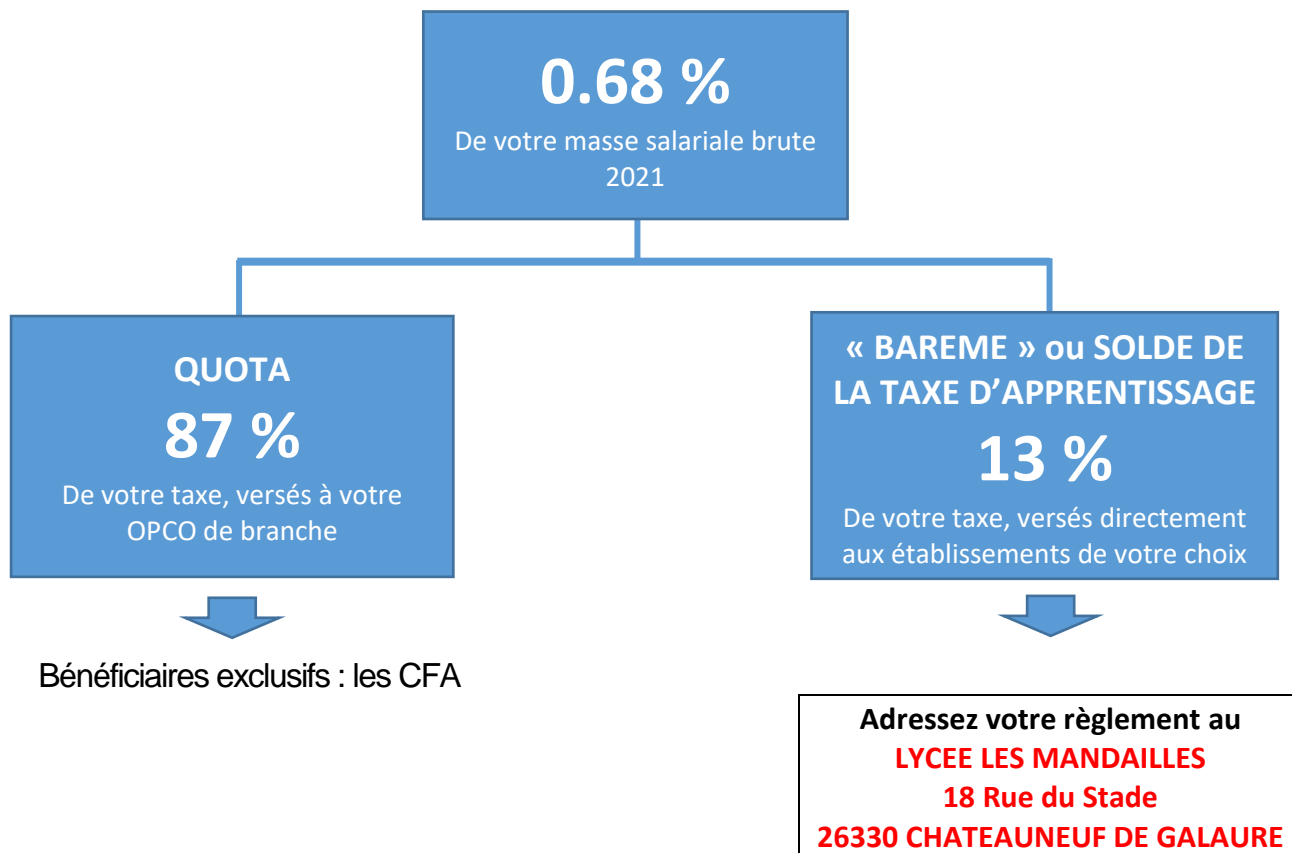 0.68 %
De votre masse salariale brute
2021
QUOTA
87 %
De votre taxe, versés à votre
OPCO de branche
« BAREME » ou SOLDE DE
LA TAXE D’APPRENTISSAGE
13 %
De votre taxe, versés directement
aux établissements de votre choix
Bénéficiaires exclusifs : les CFA
Adressez votre règlement au
LYCEE LES MANDAILLES
18 Rue du Stade
26330 CHATEAUNEUF DE GALAURE